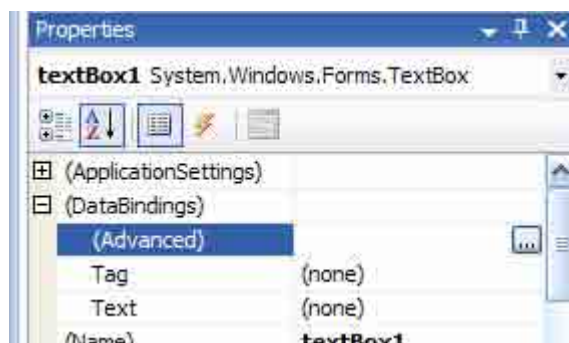 Properties
textBox1 System.Windows.Forms.TextBox
(ApplicationSettings)
(DataBindings)
(Advanced) ...
Tag (none)
Text (none)
(Name) textBox1